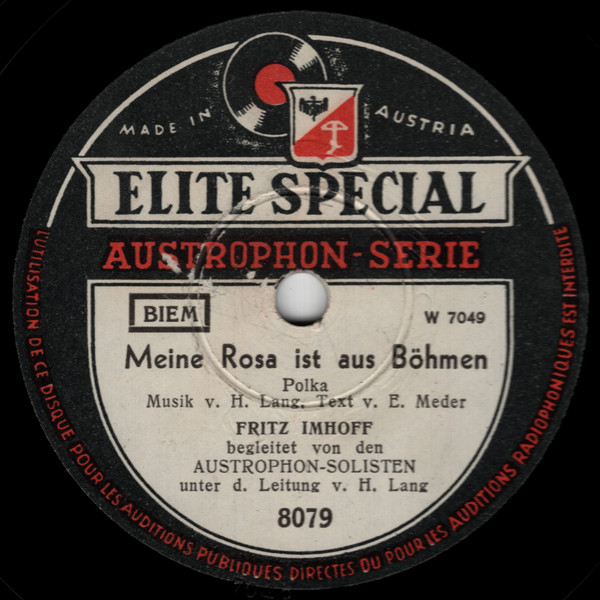 MADE IN AUSTRIA
ELITE SPECIAL
AUSTROPHON-SERIE
BIEM
W 7049
Meine Rosa ist aus Böhmen
Polka
Musik v. H. Lang. Text v. E. Meder
FRITZ IMHOFF
begleitet von den
AUSTROPHON-SOLISTEN
unter d. Leitung v. H. Lang
8079
L'UTILISATION DE CE DISQUE POUR LES AUDITIONS PUBLIQUES DIRECTES DU POUR LES AUDITIONS RADIOPHONIQUES EST INTERDITE